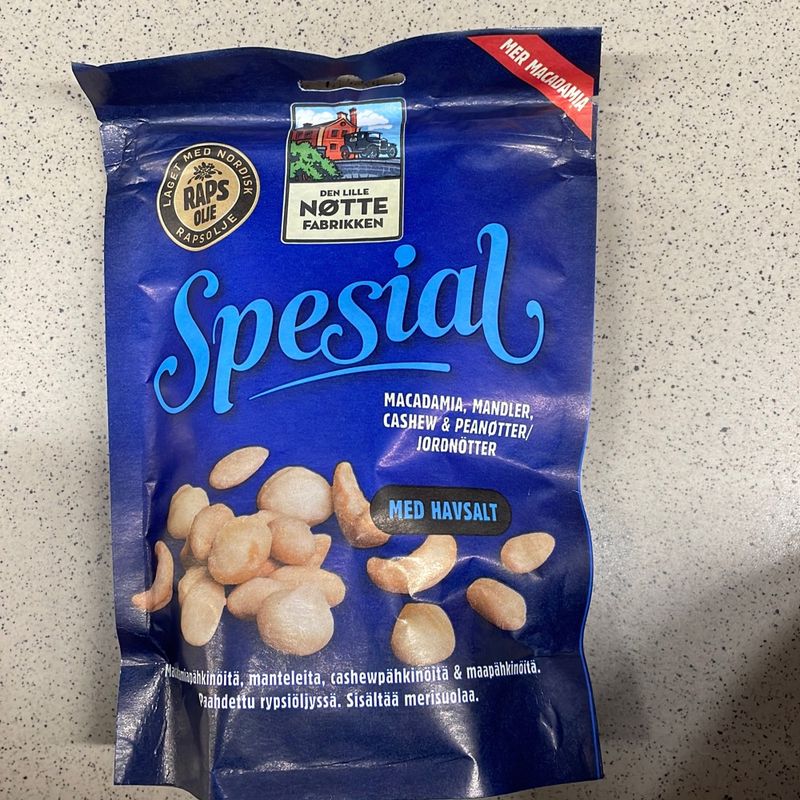 MER MACADAMIA
LAGET MED NORDISK
RAPS
OLJE
RAPSOLJE
DEN LILLE
NØTTE
FABRIKKEN
Spesial
MACADAMIA, MANDLER,
CASHEW & PEANØTTER/
JORDNÖTTER
MED HAVSALT
manteleita, cashewpähkinöitä & maapähkinöitä.
Paahdettu rypsiöljyssä. Sisältää merisuolaa.